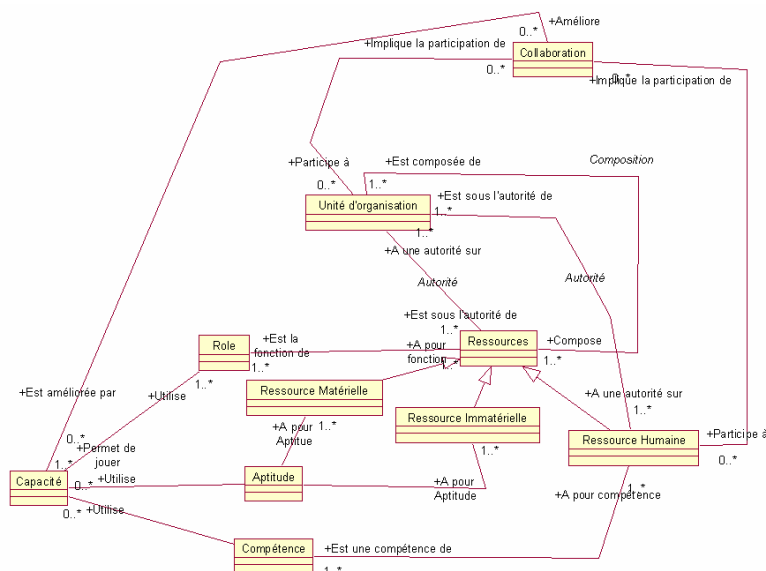 +Améliore
0..*
+Implique la participation de
Collaboration
0..*
0..*
+Implique la participation de
+Participe à
0..*
+Est composée de
1..*
Composition
Unité d'organisation
+Est sous l'autorité de
1..*
1..*
+A une autorité sur
Autorité
Autorité
+Est sous l'autorité de
1..*
Role
+Est la
fonction de
1..*
+A pour
fonction
1..*
Ressources
+Compose
1..*
1..*
+Utilise
Ressource Matérielle
1..*
+A pour
Aptitue
+Est améliorée par
0..*
Ressource Immatérielle
1..*
+A une autorité sur
1..*
Ressource Humaine
+Participe à
0..*
1..*
+Permet de
jouer
Capacité
0..*
+Utilise
Aptitude
+A pour
Aptitude
+A pour compétence
1..*
0..*
+Utilise
Compétence
+Est une compétence de
1..*